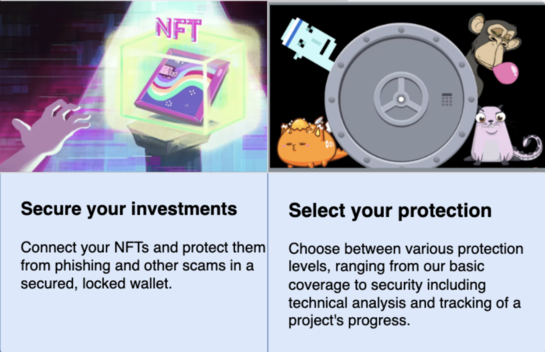 NFT
Secure your investments
Connect your NFTs and protect them
from phishing and other scams in a
secured, locked wallet.
Select your protection
Choose between various protection
levels, ranging from our basic
coverage to security including
technical analysis and tracking of a
project's progress.